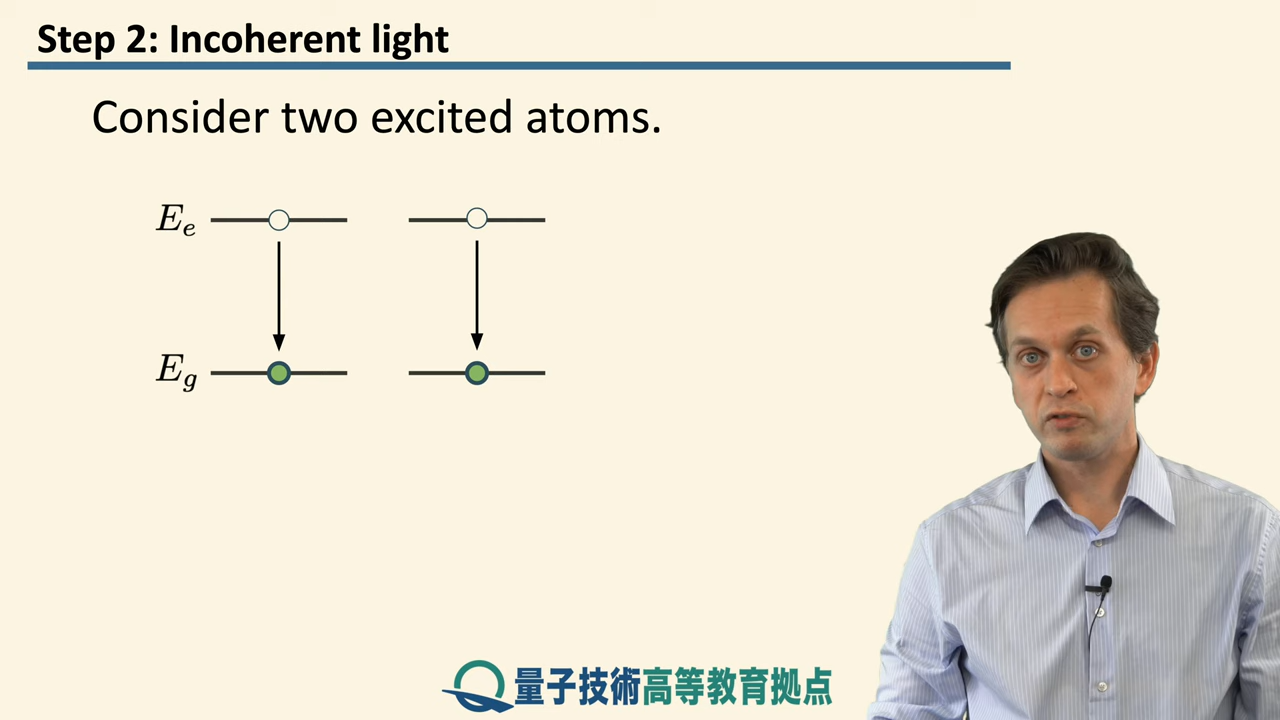 Step 2: Incoherent light
Consider two excited atoms.
E_e
E_g
量子技術高等教育拠点